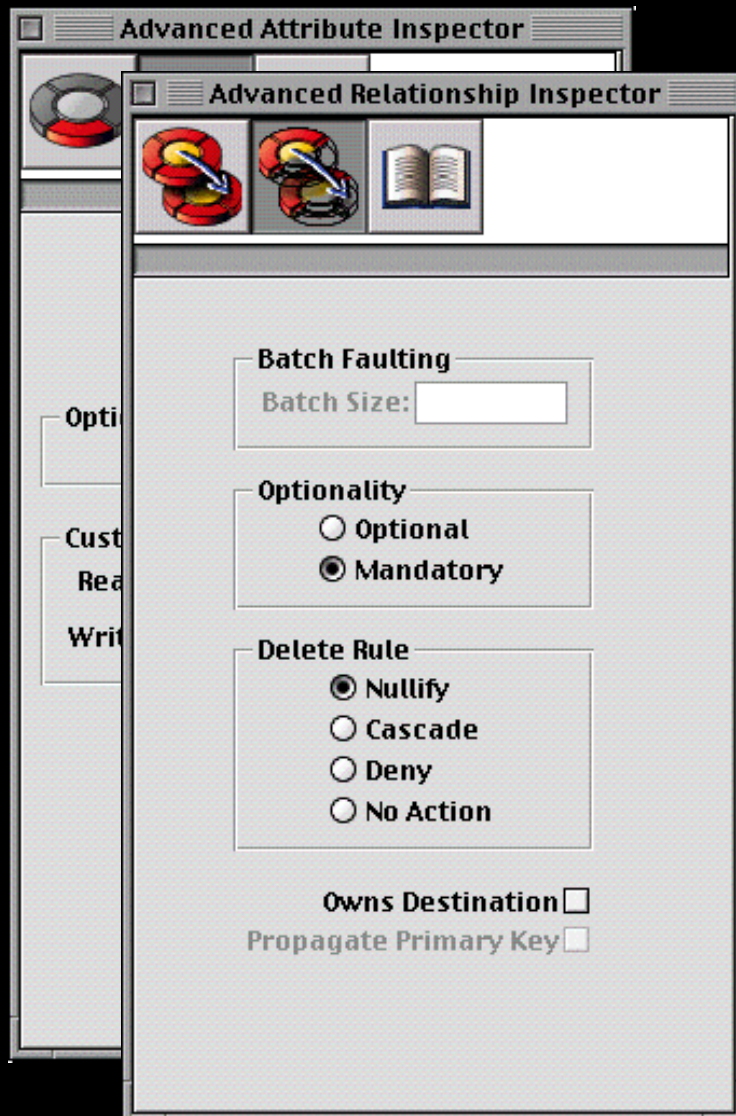 Advanced Attribute Inspector
Advanced Relationship Inspector
Batch Faulting
Batch Size:
Optionality
Optional
Mandatory
Delete Rule
Nullify
Cascade
Deny
No Action
Owns Destination
Propagate Primary Key